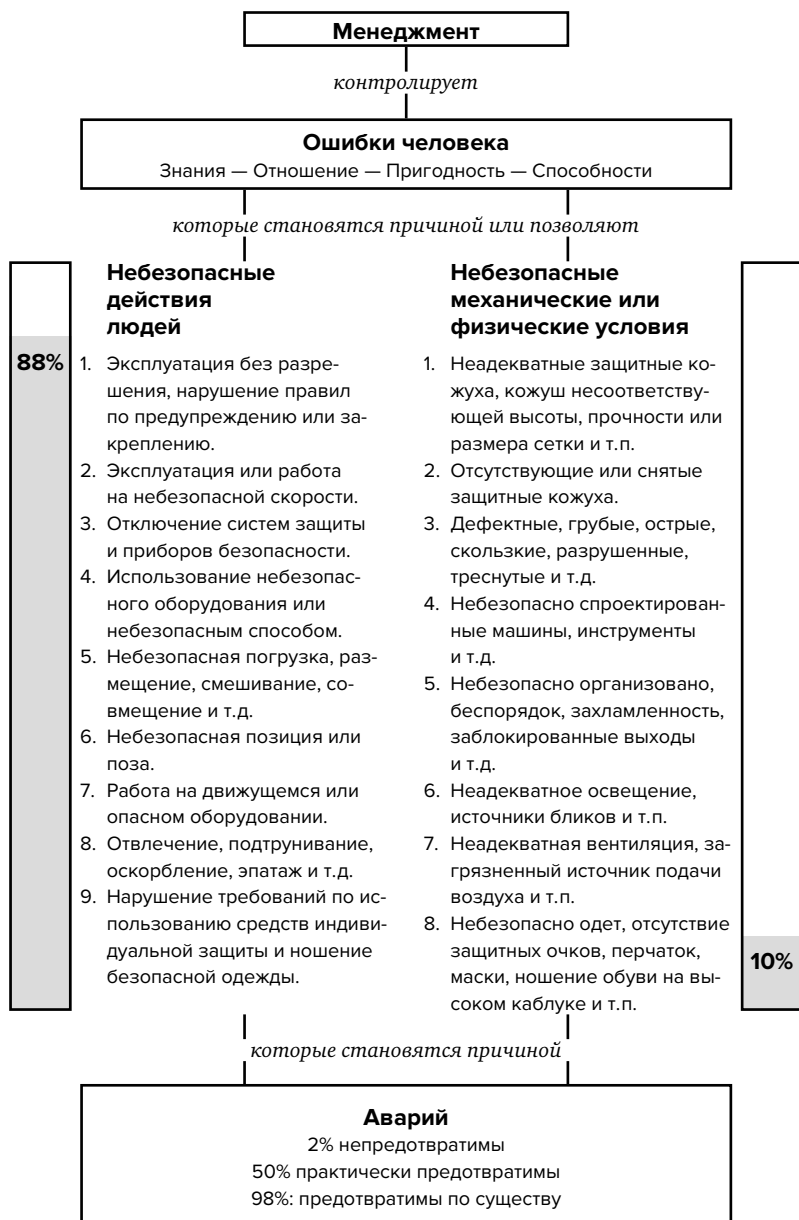 Менеджмент
контролирует
Ошибки человека
Знания — Отношение — Пригодность — Способности
которые становятся причиной или позволяют
Небезопасные
действия
людей
88%
1. Эксплуатация без разре-
шения, нарушение правил
по предупреждению или за-
креплению.
2. Эксплуатация или работа
на небезопасной скорости.
3. Отключение систем защиты
и приборов безопасности.
4. Использование небезопас-
ного оборудования или
небезопасным способом.
5. Небезопасная погрузка, раз-
мещение, смешивание, со-
вмещение и т.д.
6. Небезопасная позиция или
поза.
7. Работа на движущемся или
опасном оборудовании.
8. Отвлечение, подтрунивание,
оскорбление, эпатаж и т.д.
9. Нарушение требований по ис-
пользованию средств индиви-
дуальной защиты и ношение
безопасной одежды.
Небезопасные
механические или
физические условия
1. Неадекватные защитные ко-
жуха, кожуш несоответству-
ющей высоты, прочности или
размера сетки и т.п.
2. Отсутствующие или снятые
защитные кожуха.
3. Дефектные, грубые, острые,
скользкие, разрушенные,
треснутые и т.д.
4. Небезопасно спроектирован-
ные машины, инструменты
и т.д.
5. Небезопасно организовано,
беспорядок, захламленность,
заблокированные выходы
и т.д.
6. Неадекватное освещение,
источники бликов и т.п.
7. Неадекватная вентиляция, за-
грязненный источник подачи
воздуха и т.п.
8. Небезопасно одет, отсутствие
защитных очков, перчаток,
маски, ношение обуви на вы-
соком каблуке и т.п.
10%
которые становятся причиной
Аварий
2% непредотвратимы
50% практически предотвратимы
98%: предотвратимы по существу